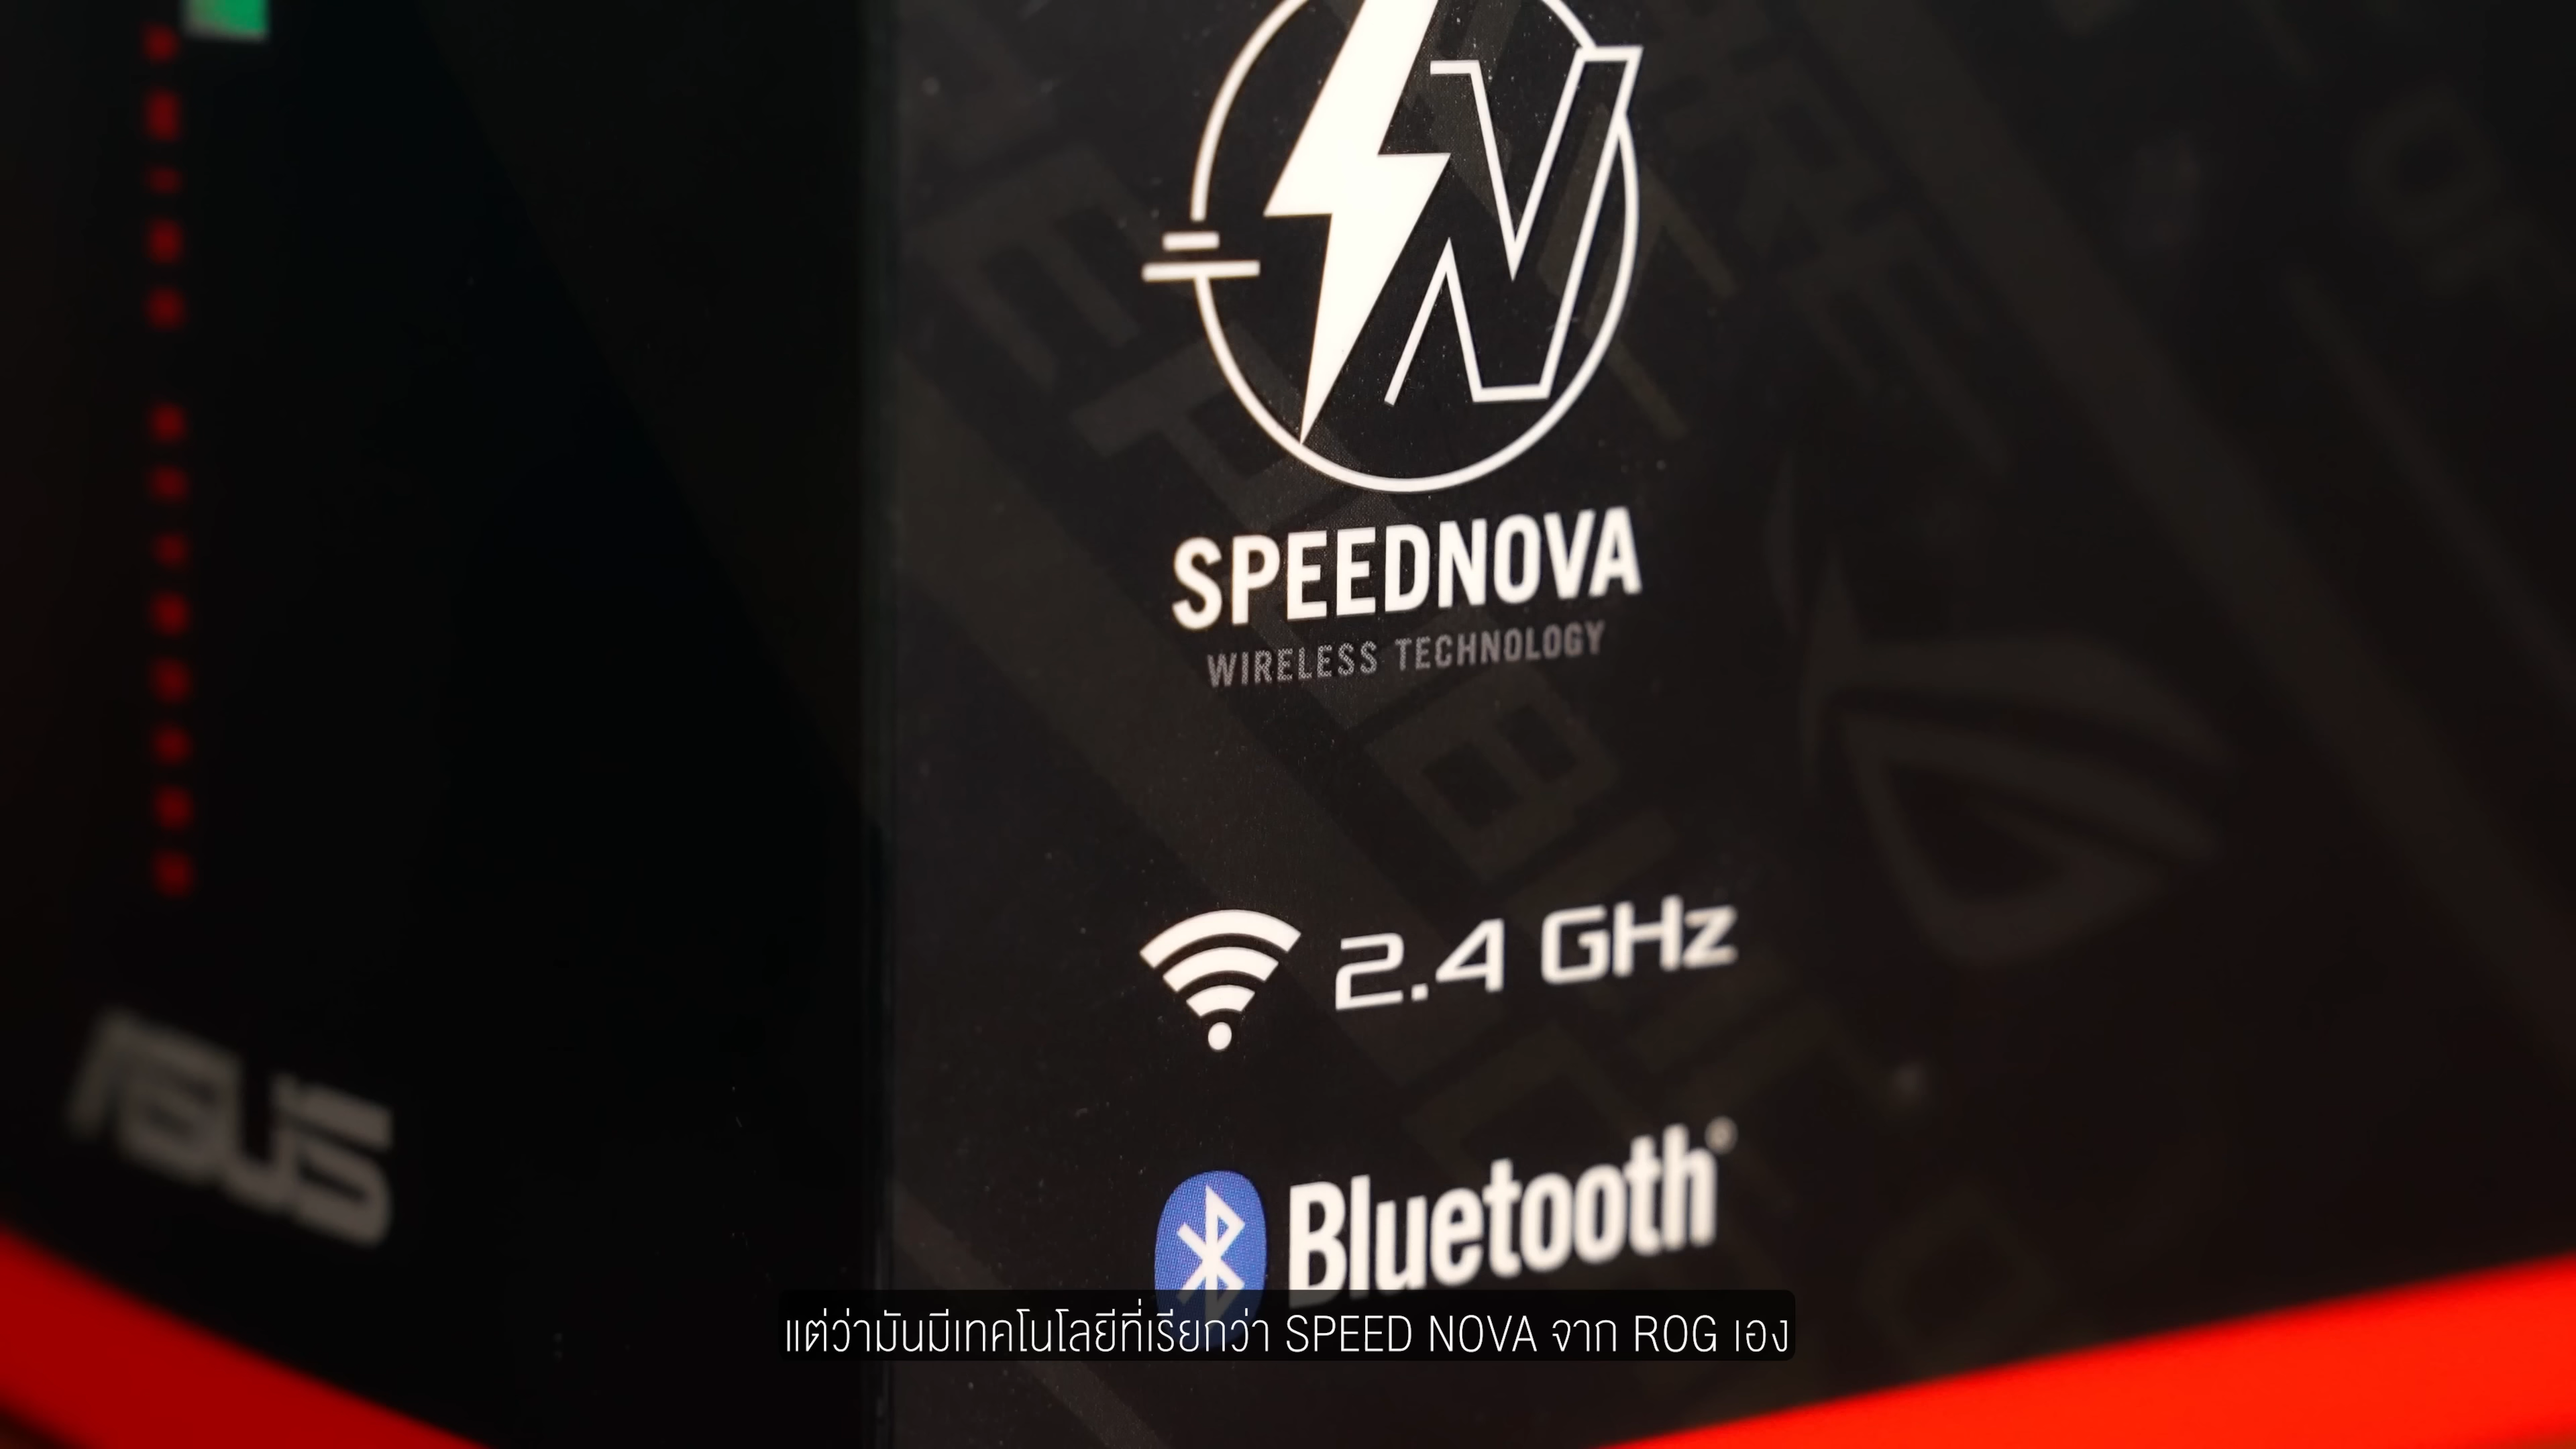 SPEEDNOVA
WIRELESS TECHNOLOGY
2.4 GHz
Bluetooth®
ASUS
แต่ว่ามันมีเทคโนโลยีที่เรียกว่า SPEED NOVA จาก ROG เอง